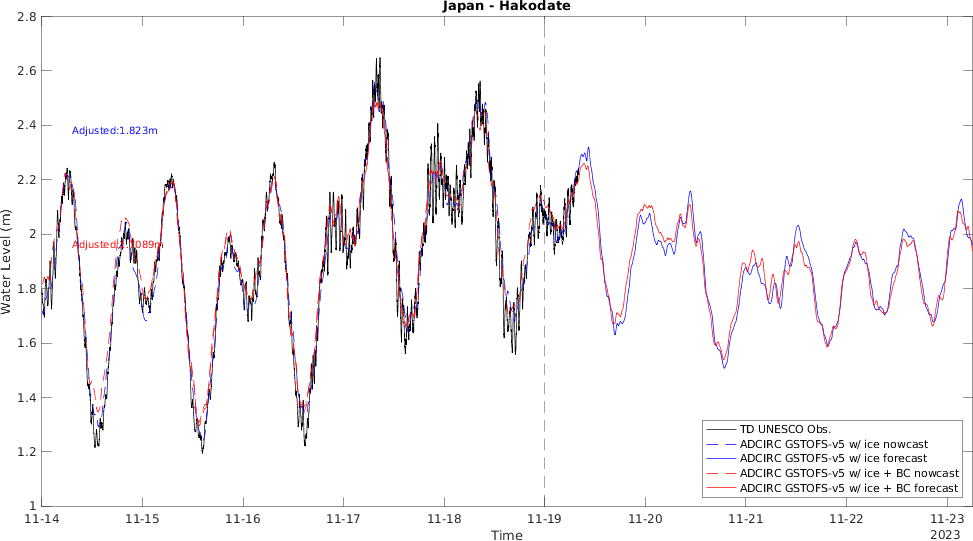 Japan - Hakodate
2.8
2.6
2.4
2.2
2
1.8
1.6
1.4
1.2
1
Water Level (m)
Adjusted:1.823m
TD UNESCO Obs.
ADCIRC GSTOFS-v5 w/ ice nowcast
ADCIRC GSTOFS-v5 w/ ice forecast
ADCIRC GSTOFS-v5 w/ ice + BC nowcast
ADCIRC GSTOFS-v5 w/ ice + BC forecast
11-14 11-15 11-16 11-17 11-18 11-19 11-20 11-21 11-22 11-23
2023
Time